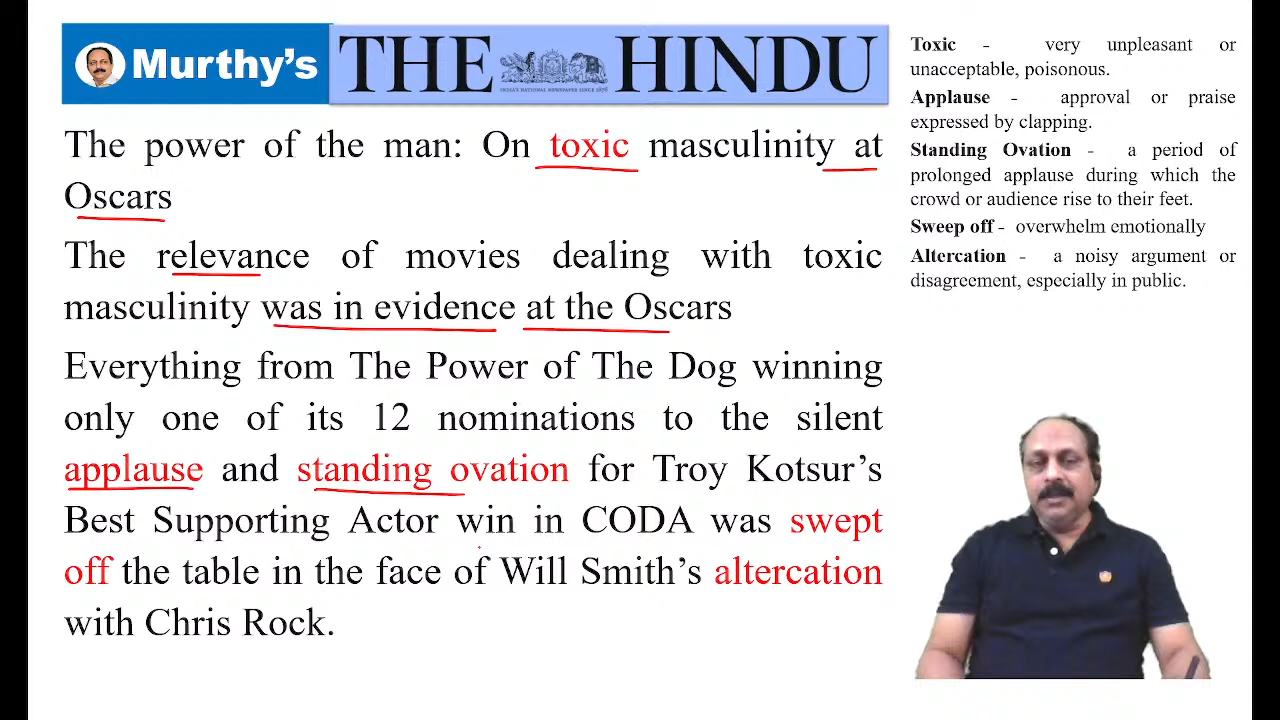 Murthy's THE HINDU
INDIA'S NATIONAL NEWSPAPER SINCE 1878
The power of the man: On toxic masculinity at
Oscars
The relevance of movies dealing with toxic
masculinity was in evidence at the Oscars
Everything from The Power of The Dog winning
only one of its 12 nominations to the silent
applause and standing ovation for Troy Kotsur's
Best Supporting Actor win in CODA was swept
off the table in the face of Will Smith's altercation
with Chris Rock.
Toxic - very unpleasant or
unacceptable, poisonous.
Applause - approval or praise
expressed by clapping.
Standing Ovation - a period of
prolonged applause during which the
crowd or audience rise to their feet.
Sweep off - overwhelm emotionally
Altercation - a noisy argument or
disagreement, especially in public.